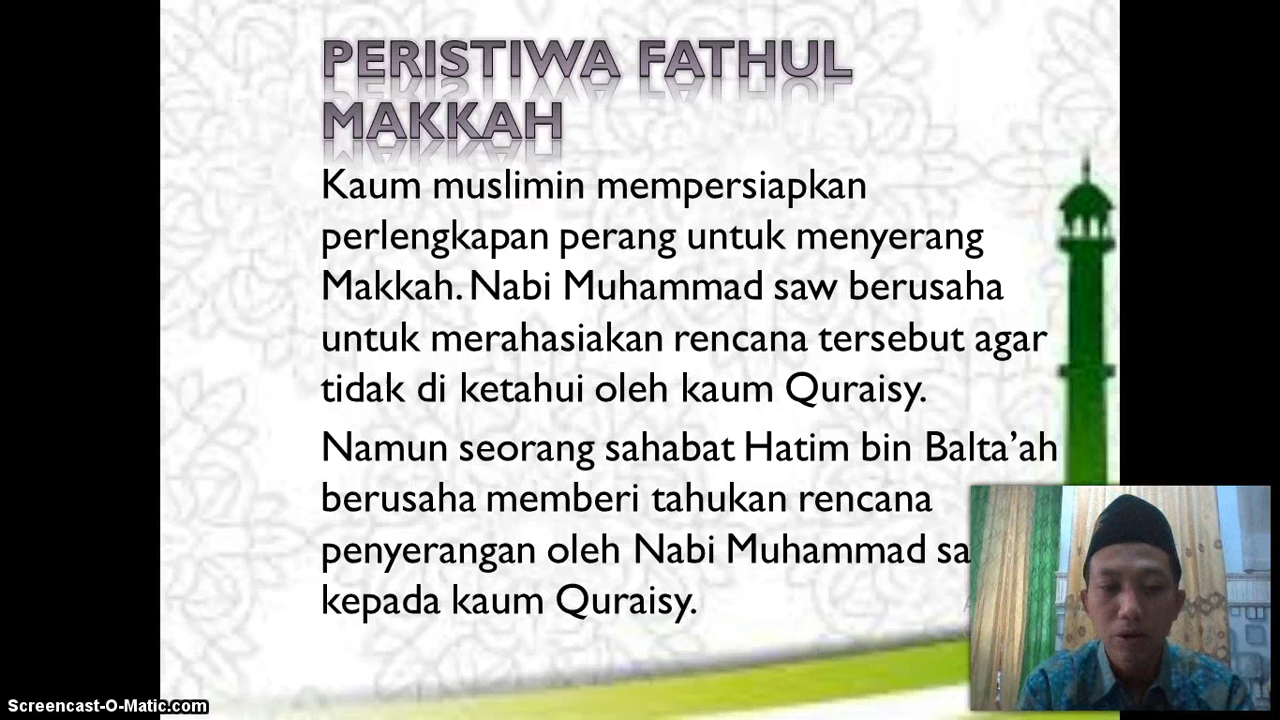 PERISTIWA FATHUL
MAKKAH
Kaum muslimin mempersiapkan
perlengkapan perang untuk menyerang
Makkah. Nabi Muhammad saw berusaha
untuk merahasiakan rencana tersebut agar
tidak di ketahui oleh kaum Quraisy.
Namun seorang sahabat Hatim bin Balta’ah
berusaha memberi tahukan rencana
penyerangan oleh Nabi Muhammad sa
kepada kaum Quraisy.
Screencast-O-Matic.com